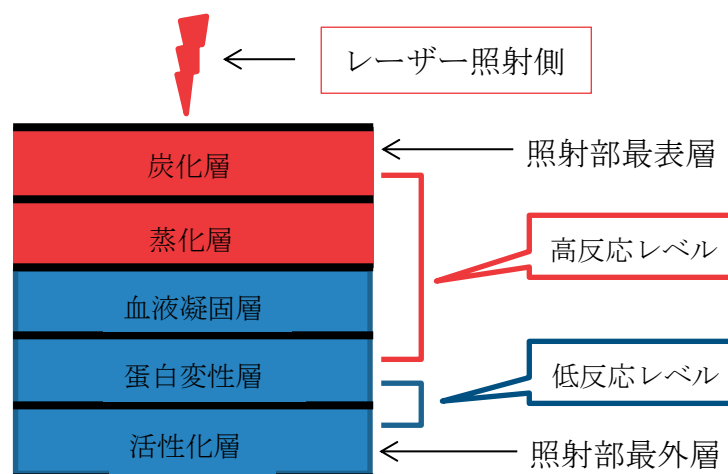 レーザー照射側
炭化層
照射部最表層
蒸化層
高反応レベル
血液凝固層
蛋白変性層
低反応レベル
活性化層
照射部最外層